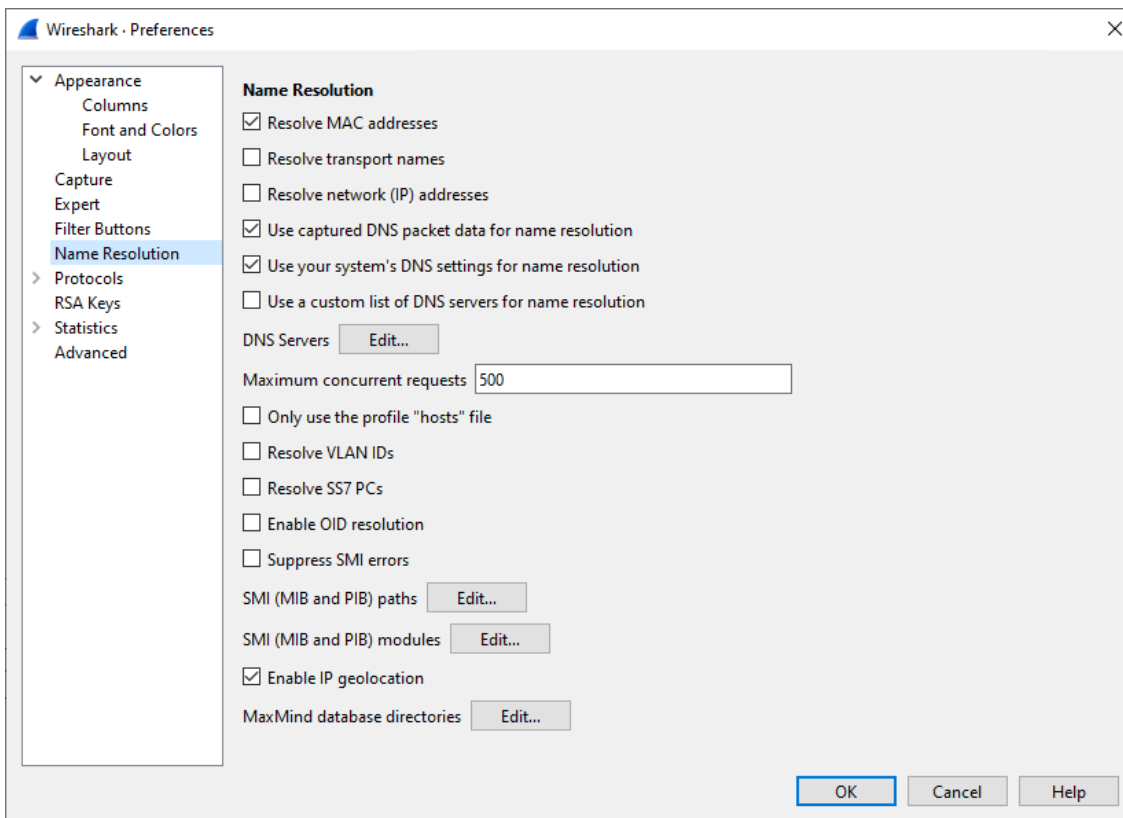 Wireshark · Preferences
Appearance
Columns
Font and Colors
Layout
Capture
Expert
Filter Buttons
Name Resolution
Protocols
RSA Keys
Statistics
Advanced
Name Resolution
Resolve MAC addresses
Resolve transport names
Resolve network (IP) addresses
Use captured DNS packet data for name resolution
Use your system's DNS settings for name resolution
Use a custom list of DNS servers for name resolution
DNS Servers Edit...
Maximum concurrent requests 500
Only use the profile "hosts" file
Resolve VLAN IDs
Resolve SS7 PCs
Enable OID resolution
Suppress SMI errors
SMI (MIB and PIB) paths Edit...
SMI (MIB and PIB) modules Edit...
Enable IP geolocation
MaxMind database directories Edit...
OK Cancel Help